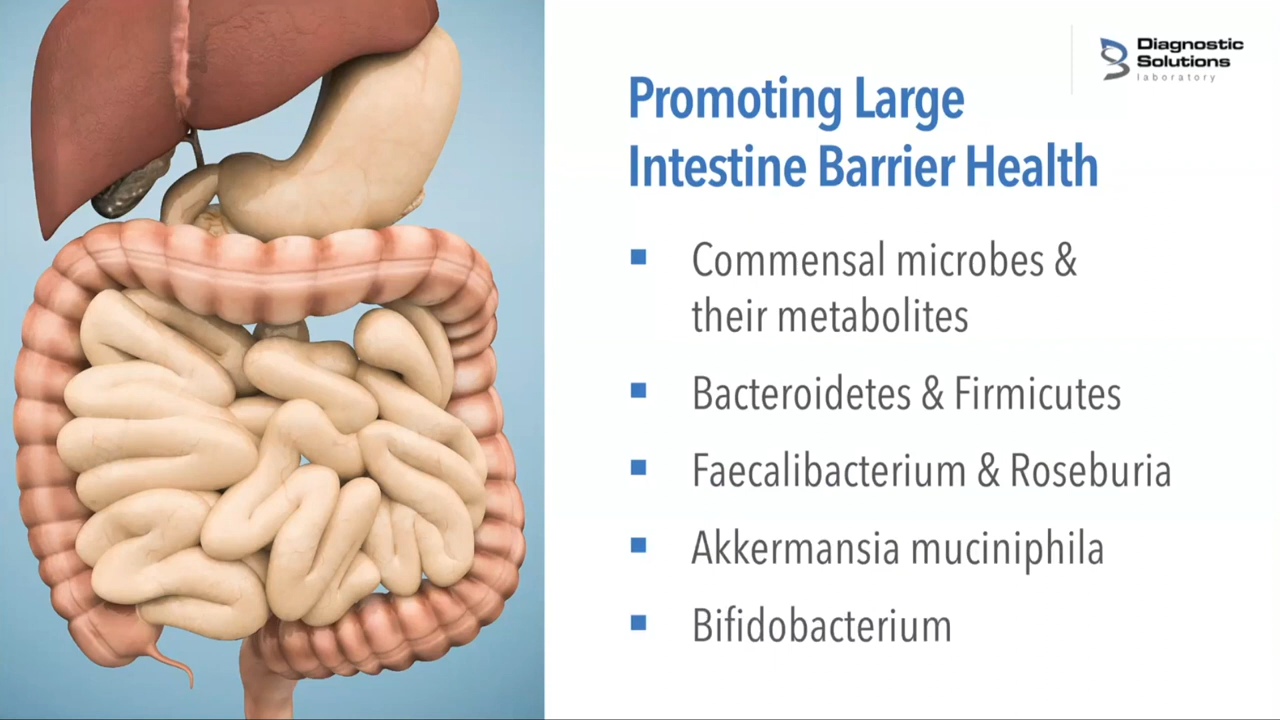 Diagnostic
Solutions
laboratory
Promoting Large
Intestine Barrier Health
Commensal microbes &
their metabolites
Bacteroidetes & Firmicutes
Faecalibacterium & Roseburia
Akkermansia muciniphila
Bifidobacterium